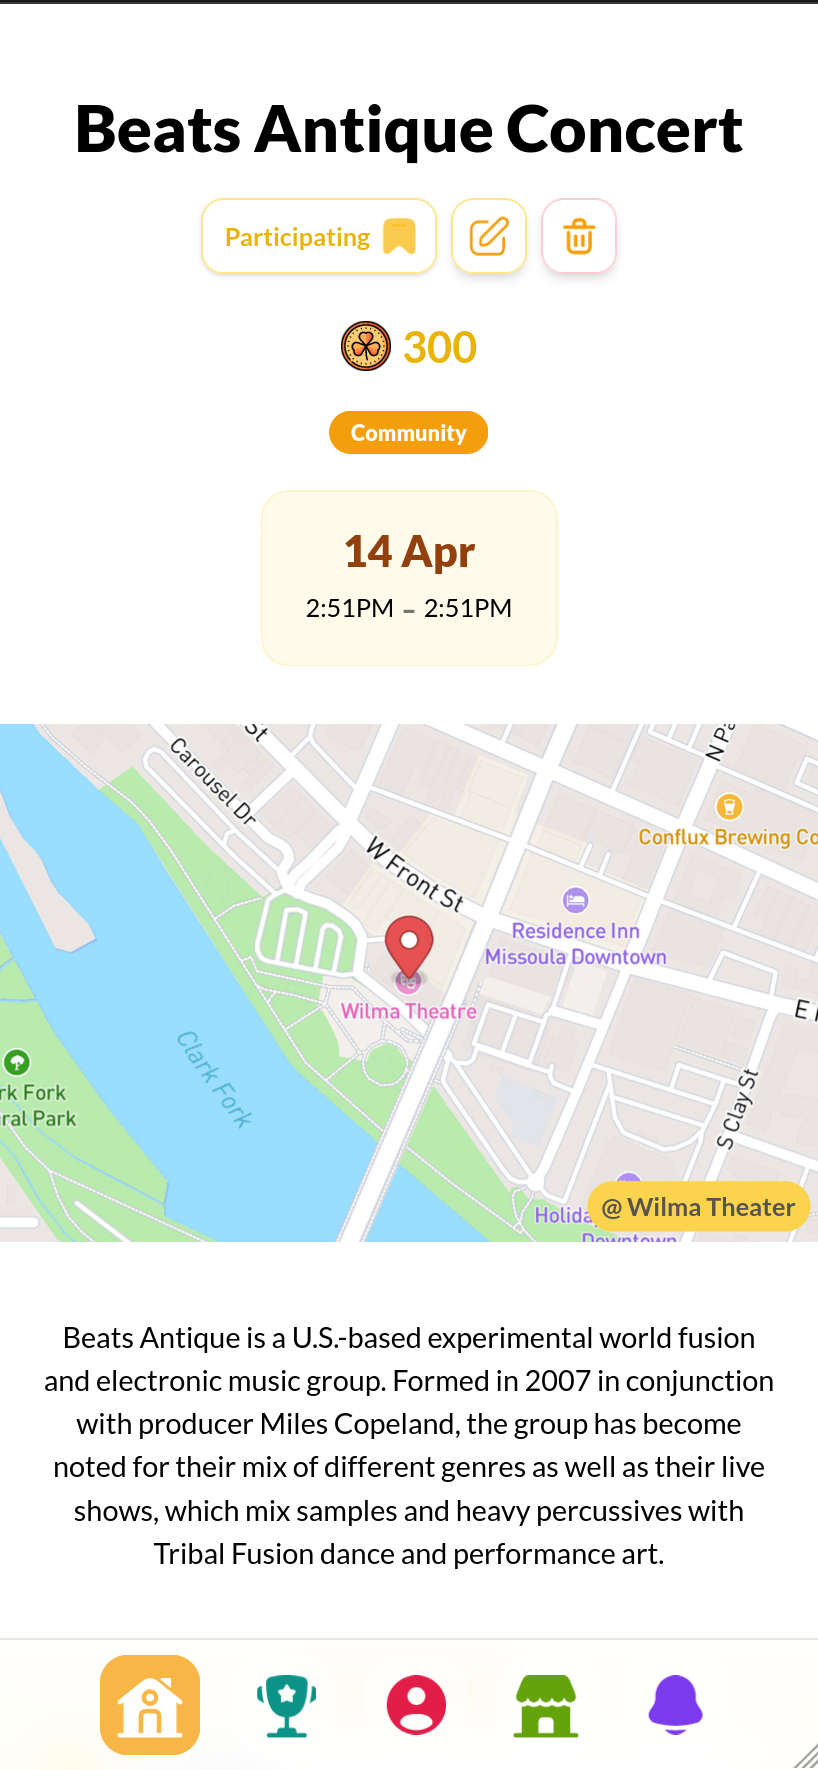 Beats Antique Concert
Participating
300
Community
14 Apr
2:51PM – 2:51PM
St
Carousel Dr
N Pa
Conflux Brewing Co
W Front St
Residence Inn
Missoula Downtown
Wilma Theatre
E
Clark Fork
rk Fork
ral Park
S Clay St
@ Wilma Theater
Holida
Downtown
Beats Antique is a U.S.-based experimental world fusion
and electronic music group. Formed in 2007 in conjunction
with producer Miles Copeland, the group has become
noted for their mix of different genres as well as their live
shows, which mix samples and heavy percussives with
Tribal Fusion dance and performance art.